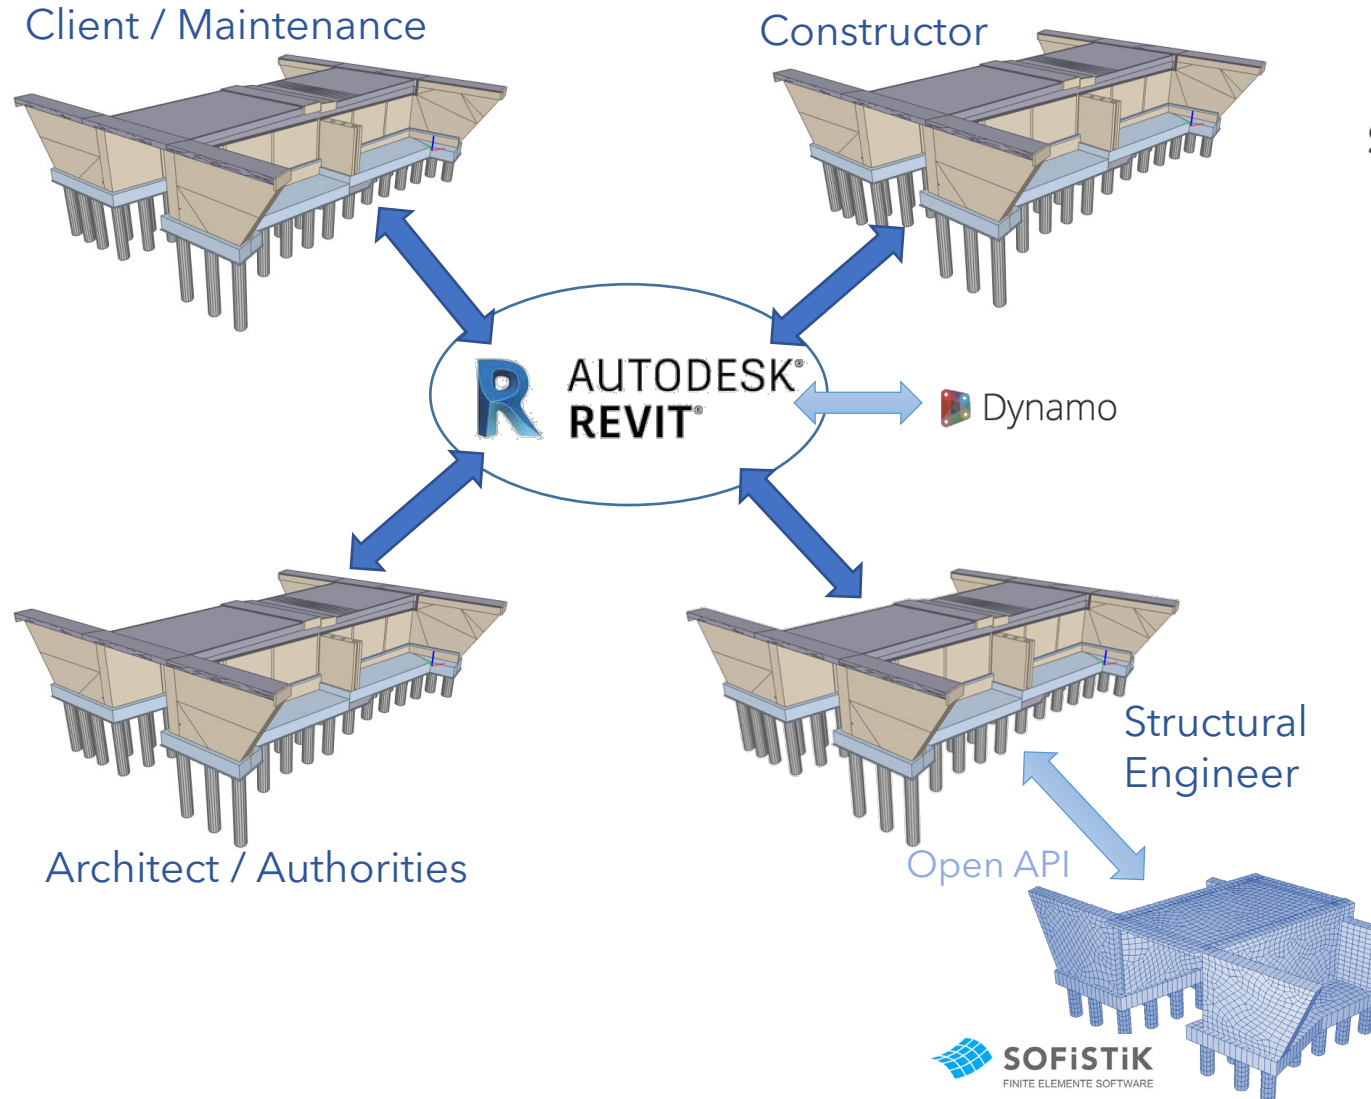 Client / Maintenance
Constructor
AUTODESK®
REVIT®
Dynamo
Structural
Engineer
Architect / Authorities
Open API
SOFiSTiK
FINITE ELEMENTE SOFTWARE